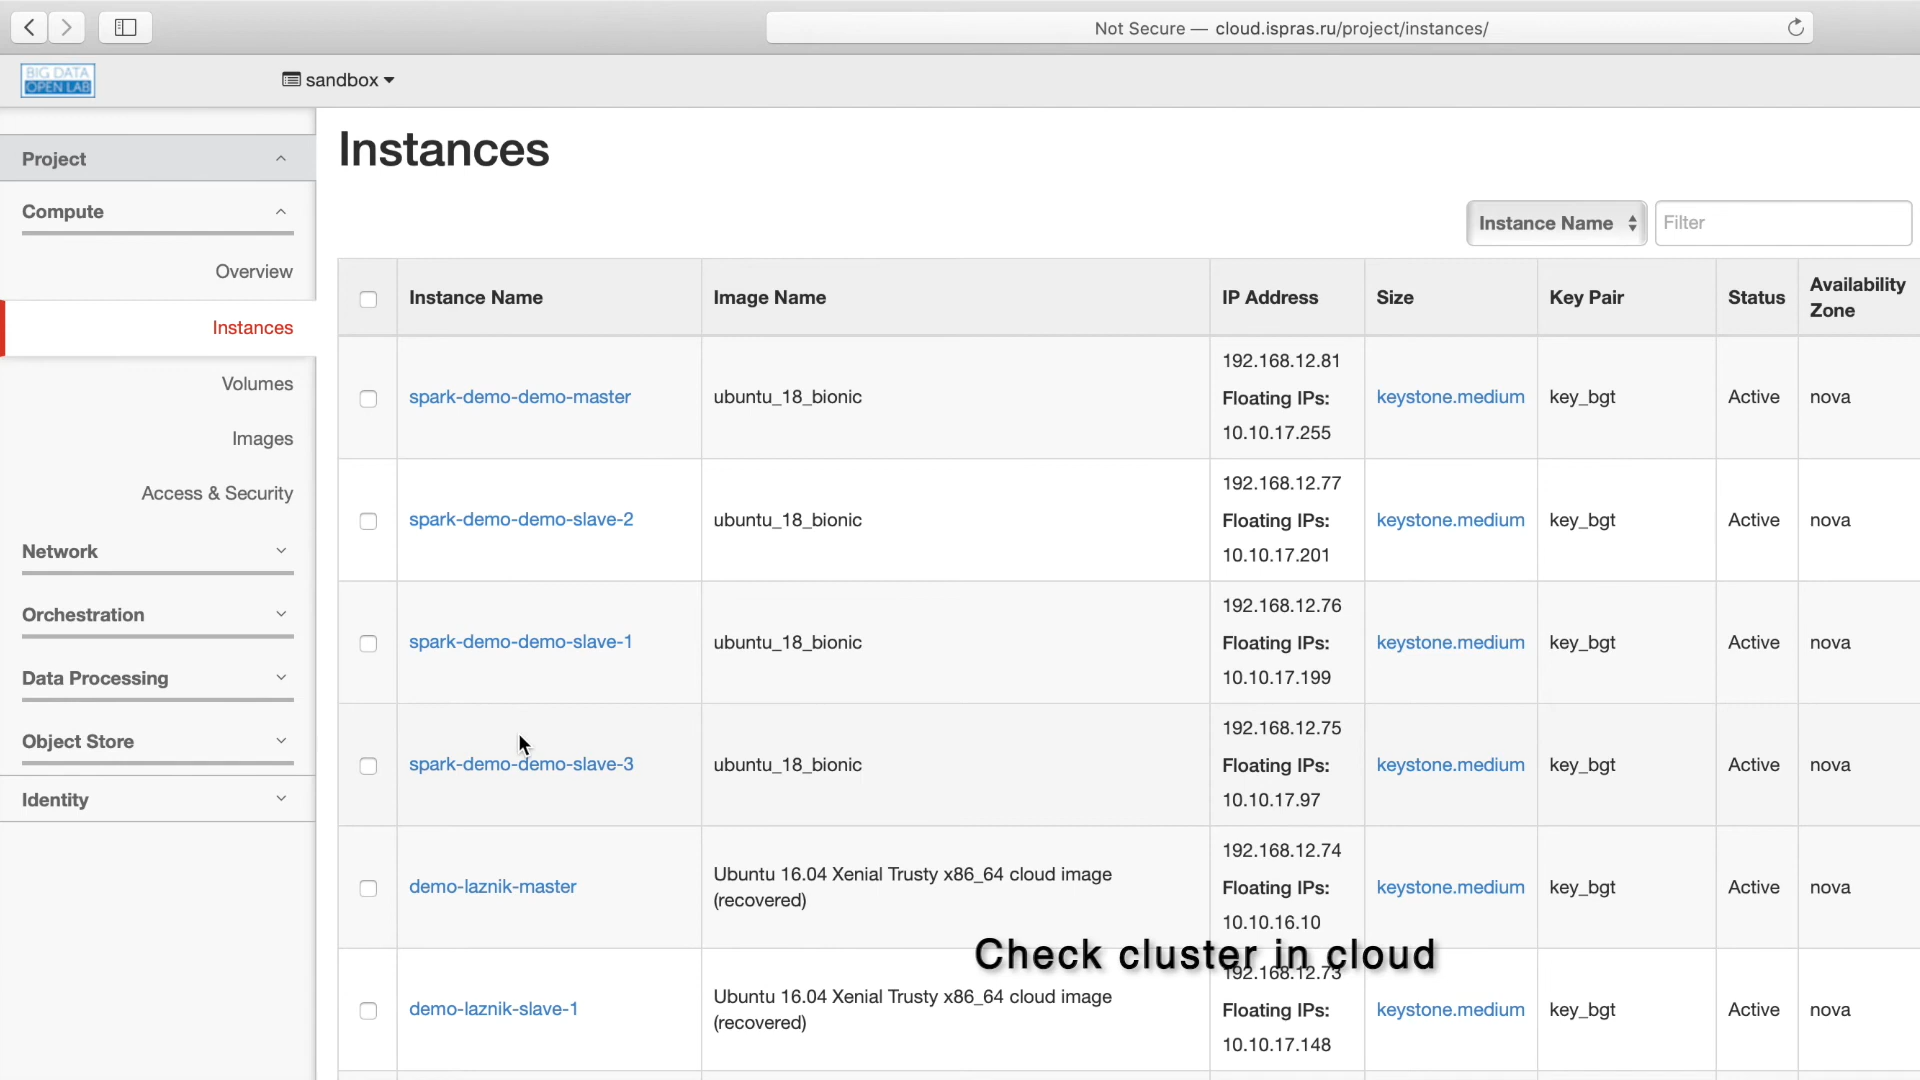 Not Secure — cloud.ispras.ru/project/instances/
BIG DATA
OPEN LAB
sandbox
Project
Compute
Overview
Instances
Volumes
Images
Access & Security
Network
Orchestration
Data Processing
Object Store
Identity
Instances
Instance Name
Filter
Instance Name Image Name IP Address Size Key Pair Status Availability Zone
spark-demo-demo-master ubuntu_18_bionic 192.168.12.81 Floating IPs: 10.10.17.255 keystone.medium key_bgt Active nova
spark-demo-demo-slave-2 ubuntu_18_bionic 192.168.12.77 Floating IPs: 10.10.17.201 keystone.medium key_bgt Active nova
spark-demo-demo-slave-1 ubuntu_18_bionic 192.168.12.76 Floating IPs: 10.10.17.199 keystone.medium key_bgt Active nova
spark-demo-demo-slave-3 ubuntu_18_bionic 192.168.12.75 Floating IPs: 10.10.17.97 keystone.medium key_bgt Active nova
demo-laznik-master Ubuntu 16.04 Xenial Trusty x86_64 cloud image (recovered) 192.168.12.74 Floating IPs: 10.10.16.10 keystone.medium key_bgt Active nova
demo-laznik-slave-1 Ubuntu 16.04 Xenial Trusty x86_64 cloud image (recovered) 192.168.12.73 Floating IPs: 10.10.17.148 keystone.medium key_bgt Active nova
Check cluster in cloud